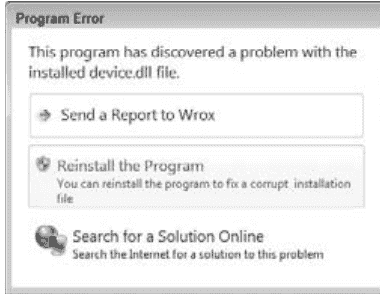 Program Error
This program has discovered a problem with the
installed device.dll file.
Send a Report to Wrox
Reinstall the Program
You can reinstall the program to fix a corrupt installation
file
Search for a Solution Online
Search the Internet for a solution to this problem